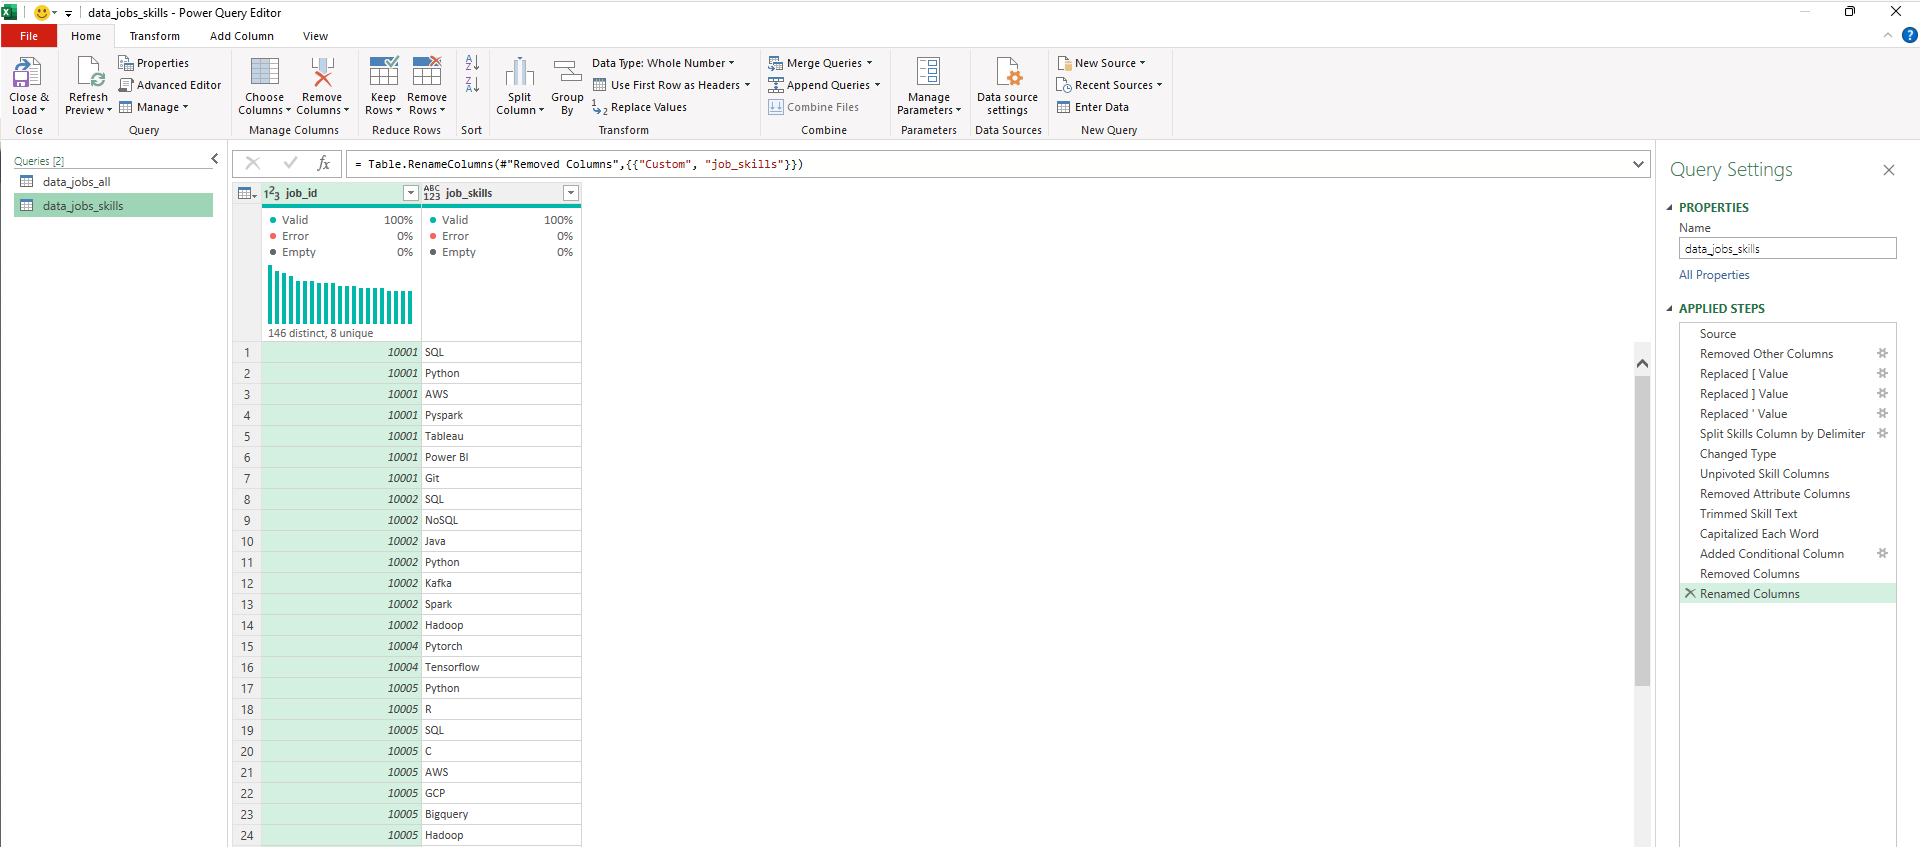 data_jobs_skills - Power Query Editor
File
Home
Transform
Add Column
View
Close & Load
Close
Refresh Preview
Properties
Advanced Editor
Manage
Query
Choose Columns
Remove Columns
Manage Columns
Keep Rows
Remove Rows
Reduce Rows
Sort
Split Column
Group By
Data Type: Whole Number
Use First Row as Headers
Replace Values
Transform
Merge Queries
Append Queries
Combine Files
Combine
Manage Parameters
Parameters
Data source settings
Data Sources
New Source
Recent Sources
Enter Data
New Query
Queries [2]
data_jobs_all
data_jobs_skills
fx
= Table.RenameColumns(#"Removed Columns",{{"Custom", "job_skills"}})
123 job_id
ABC 123 job_skills
Valid 100%
Error 0%
Empty 0%
146 distinct, 8 unique
Valid 100%
Error 0%
Empty 0%
1 10001 SQL
2 10001 Python
3 10001 AWS
4 10001 Pyspark
5 10001 Tableau
6 10001 Power BI
7 10001 Git
8 10002 SQL
9 10002 NoSQL
10 10002 Java
11 10002 Python
12 10002 Kafka
13 10002 Spark
14 10002 Hadoop
15 10004 Pytorch
16 10004 Tensorflow
17 10005 Python
18 10005 R
19 10005 SQL
20 10005 C
21 10005 AWS
22 10005 GCP
23 10005 Bigquery
24 10005 Hadoop
Query Settings
PROPERTIES
Name
data_jobs_skills
All Properties
APPLIED STEPS
Source
Removed Other Columns
Replaced [ Value
Replaced ] Value
Replaced ' Value
Split Skills Column by Delimiter
Changed Type
Unpivoted Skill Columns
Removed Attribute Columns
Trimmed Skill Text
Capitalized Each Word
Added Conditional Column
Removed Columns
Renamed Columns